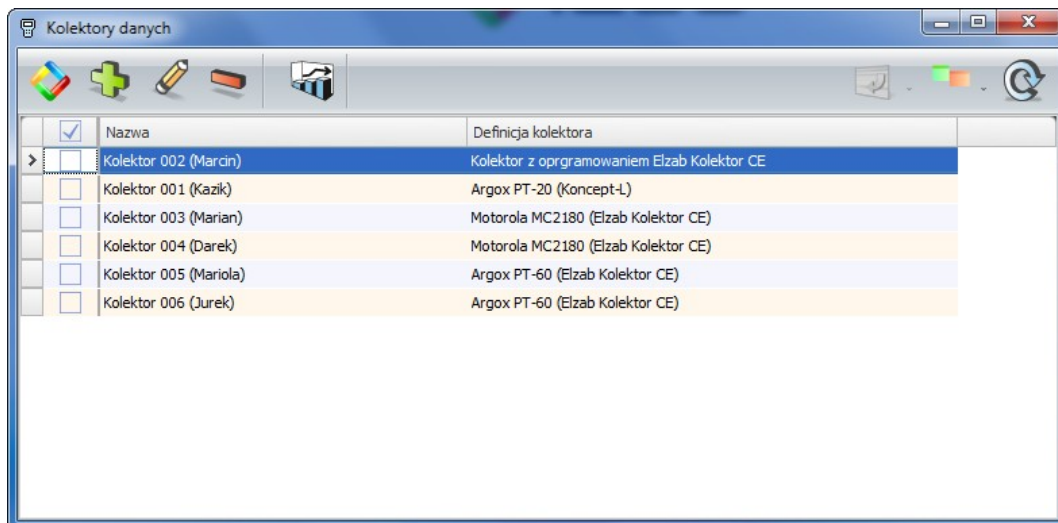 Kolektory danych
Nazwa Definicja kolektora
Kolektor 002 (Marcin) Kolektor z oprgramowaniem Elzab Kolektor CE
Kolektor 001 (Kazik) Argox PT-20 (Koncept-L)
Kolektor 003 (Marian) Motorola MC2180 (Elzab Kolektor CE)
Kolektor 004 (Darek) Motorola MC2180 (Elzab Kolektor CE)
Kolektor 005 (Mariola) Argox PT-60 (Elzab Kolektor CE)
Kolektor 006 (Jurek) Argox PT-60 (Elzab Kolektor CE)